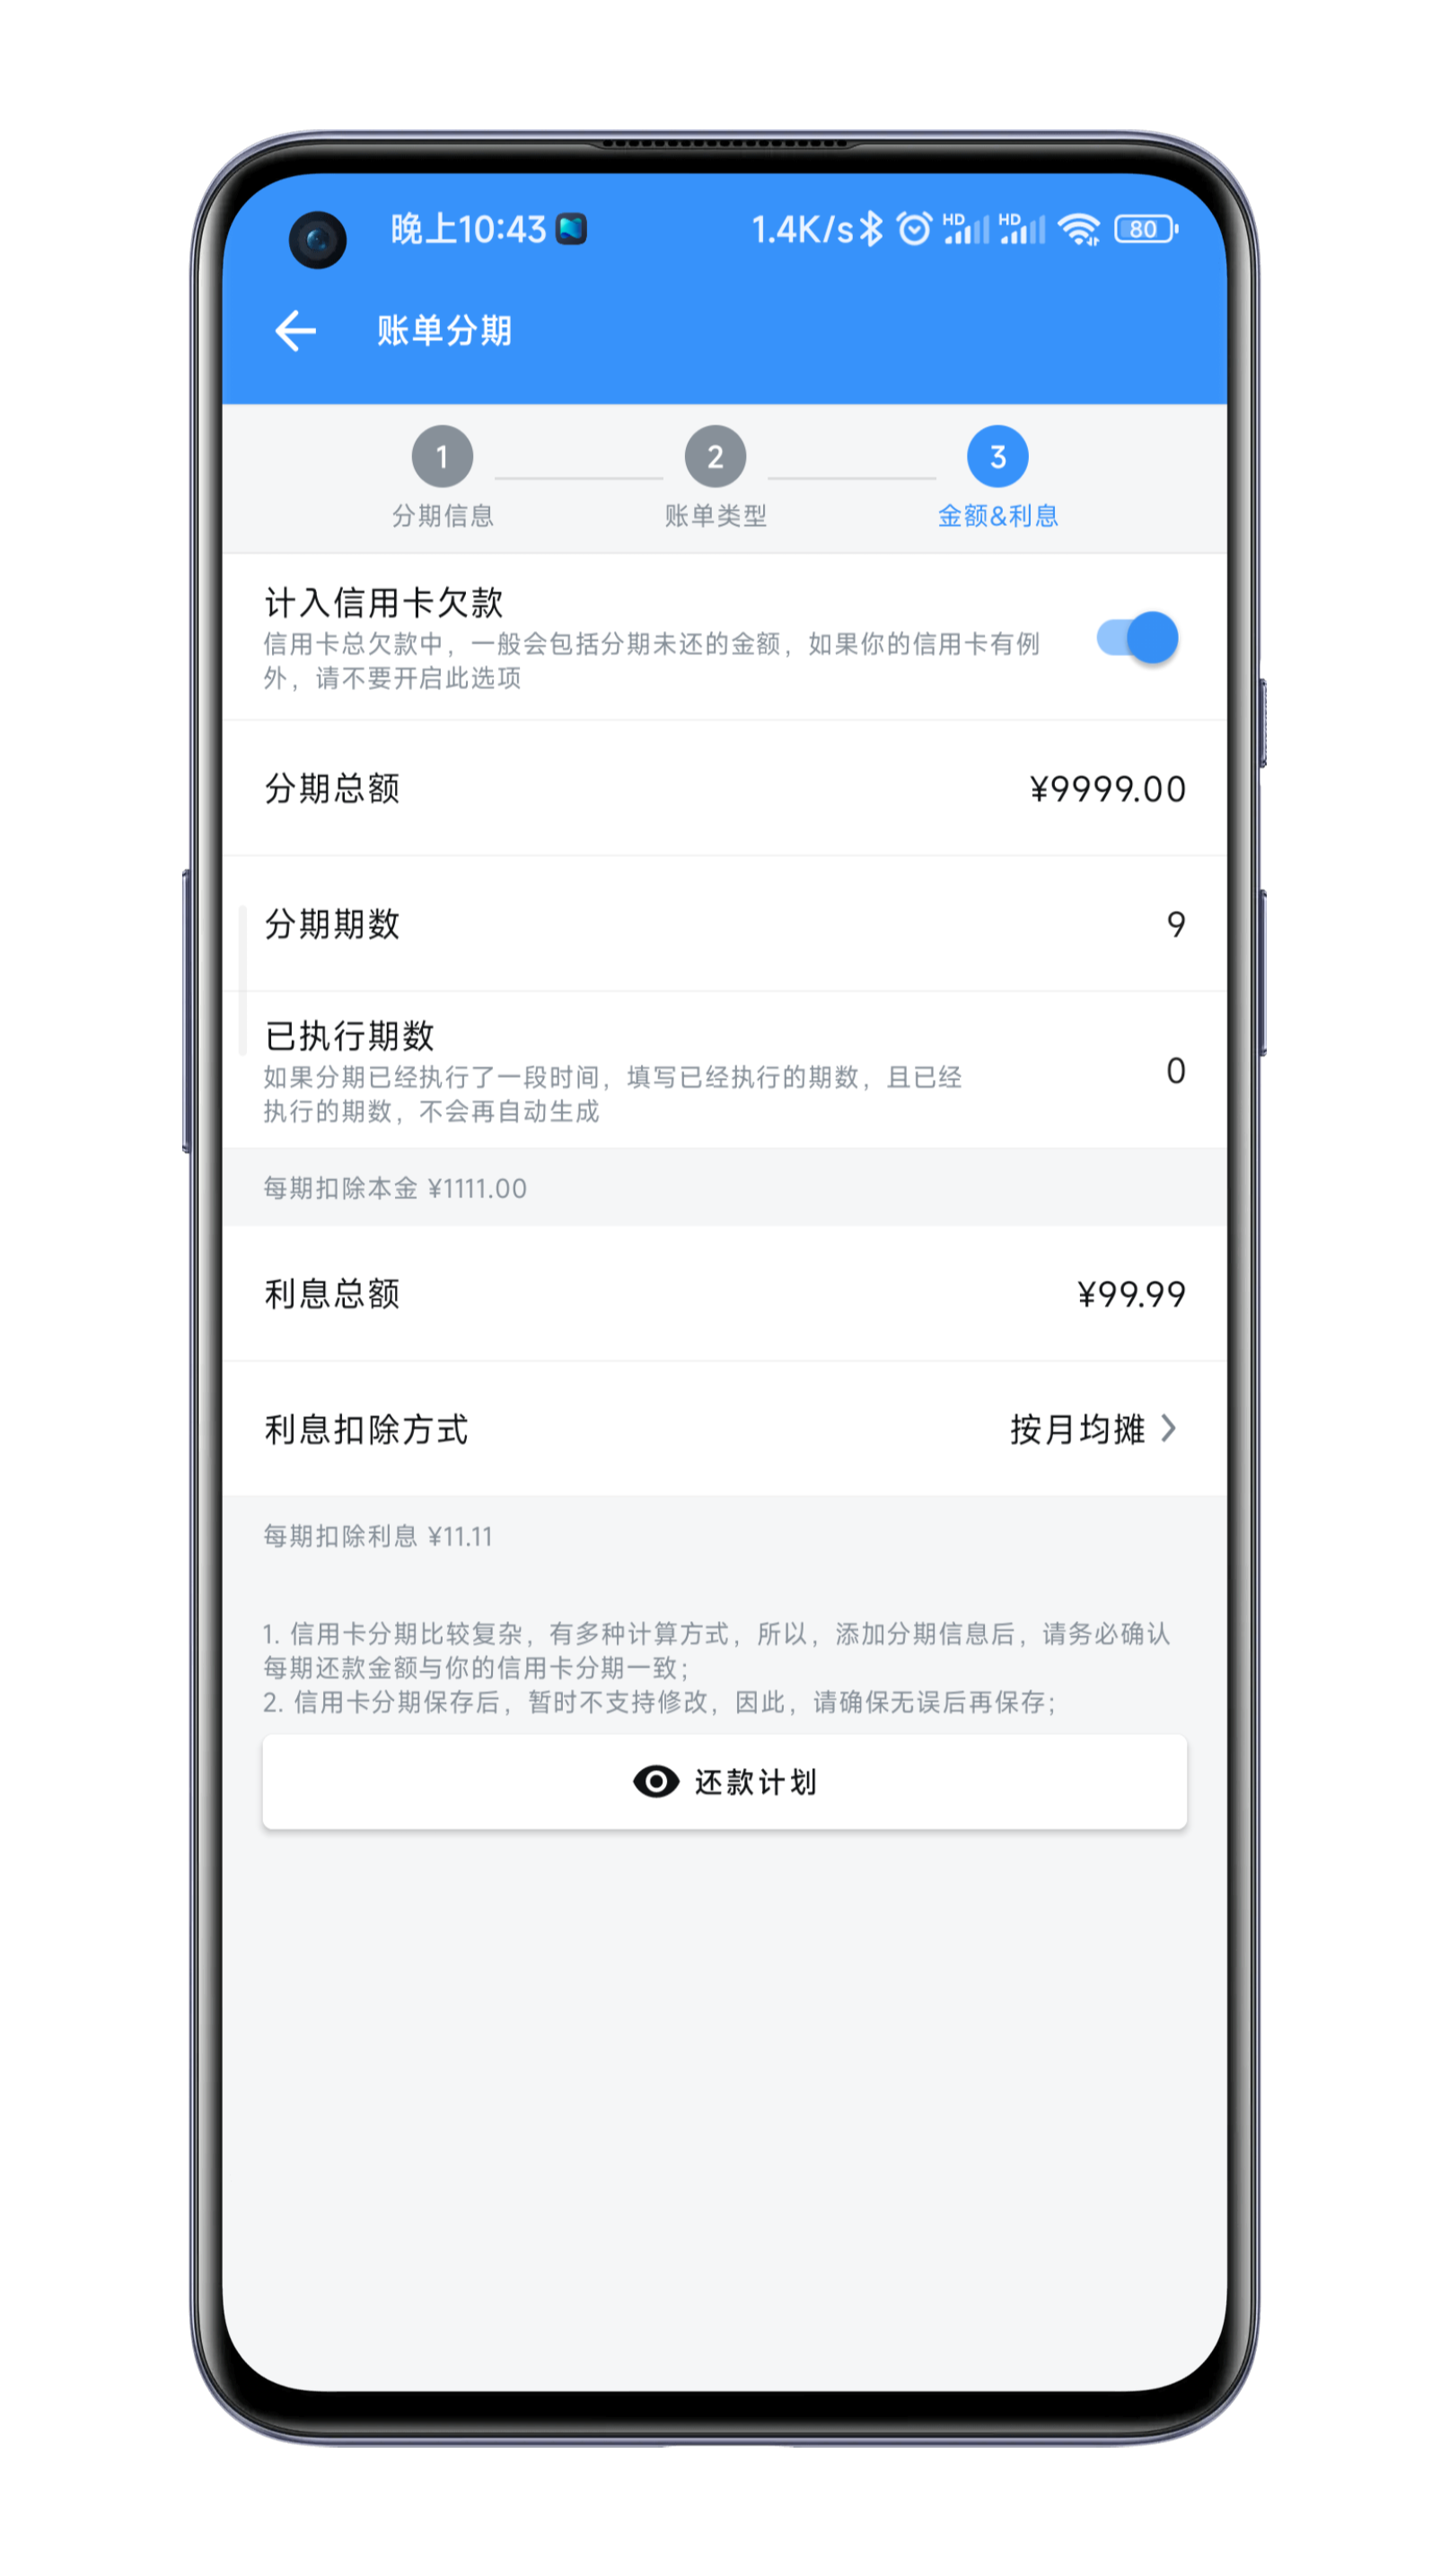 晚上10:43
1.4K/s HD HD 80
账单分期
1 2 3
分期信息 账单类型 金额&利息
计入信用卡欠款
信用卡总欠款中，一般会包括分期未还的金额，如果你的信用卡有例
外，请不要开启此选项
分期总额 ¥9999.00
分期期数 9
已执行期数
如果分期已经执行了一段时间，填写已经执行的期数，且已经
执行的期数，不会再自动生成
0
每期扣除本金 ¥1111.00
利息总额 ¥99.99
利息扣除方式 按月均摊
每期扣除利息 ¥11.11
1. 信用卡分期比较复杂，有多种计算方式，所以，添加分期信息后，请务必确认
每期还款金额与你的信用卡分期一致；
2. 信用卡分期保存后，暂时不支持修改，因此，请确保无误后再保存；
还款计划